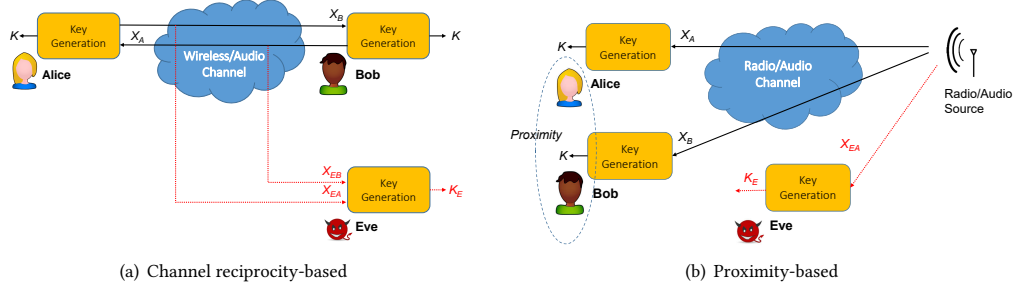 K
Key
Generation
Alice
X_A
X_B
Wireless/Audio
Channel
Key
Generation
K
Bob
X_EB
X_EA
Key
Generation
K_E
Eve
(a) Channel reciprocity-based
K
Key
Generation
X_A
Alice
Radio/Audio
Channel
Radio/Audio
Source
Proximity
K
Key
Generation
X_B
Bob
X_EA
K_E
Key
Generation
Eve
(b) Proximity-based